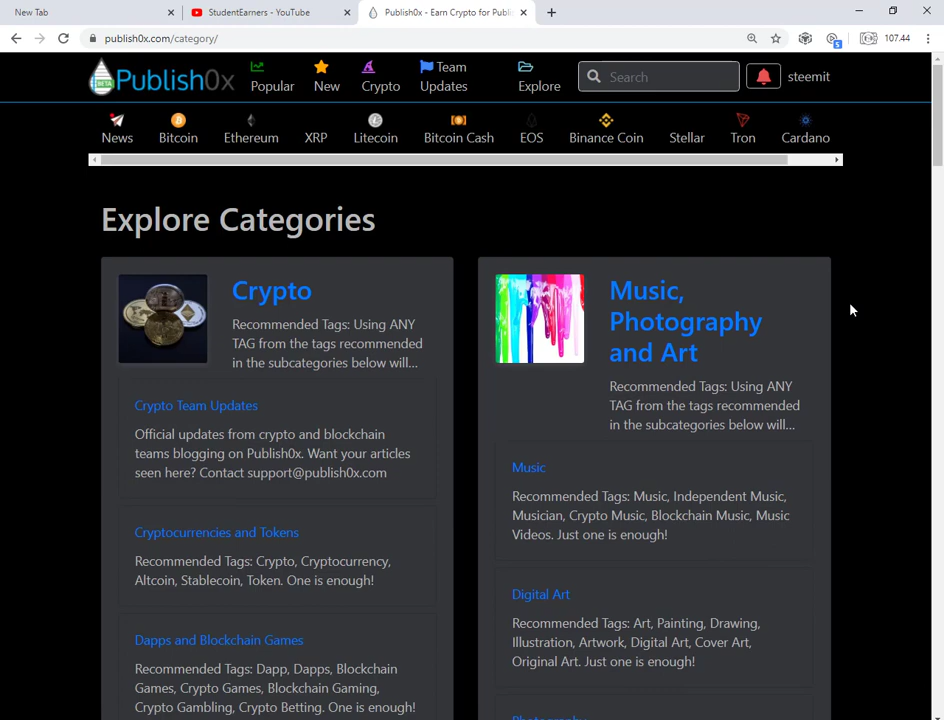 New Tab
StudentEarners - YouTube
Publish0x - Earn Crypto for Publi
publish0x.com/category/
107.44
5
BETA
Publish0x
Popular
New
Crypto
Team Updates
Explore
Search
steemit
News
Bitcoin
Ethereum
XRP
Litecoin
Bitcoin Cash
EOS
Binance Coin
Stellar
Tron
Cardano
Explore Categories
Crypto
Recommended Tags: Using ANY
TAG from the tags recommended
in the subcategories below will...
Crypto Team Updates
Official updates from crypto and blockchain
teams blogging on Publish0x. Want your articles
seen here? Contact support@publish0x.com
Cryptocurrencies and Tokens
Recommended Tags: Crypto, Cryptocurrency,
Altcoin, Stablecoin, Token. One is enough!
Dapps and Blockchain Games
Recommended Tags: Dapp, Dapps, Blockchain
Games, Crypto Games, Blockchain Gaming,
Crypto Gambling, Crypto Betting. One is enough!
Music,
Photography
and Art
Recommended Tags: Using ANY
TAG from the tags recommended
in the subcategories below will...
Music
Recommended Tags: Music, Independent Music,
Musician, Crypto Music, Blockchain Music, Music
Videos. Just one is enough!
Digital Art
Recommended Tags: Art, Painting, Drawing,
Illustration, Artwork, Digital Art, Cover Art,
Original Art. Just one is enough!
Photography